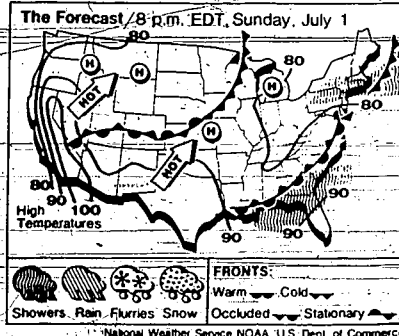 The Forecast/8 p.m. EDT, Sunday, July 1
80
H
H
H
80
HOT
80
H
HOT
80
90
100
High
Temperatures
90
90
90
Showers Rain Flurries Snow
FRONTS:
Warm Cold
Occluded Stationary
National Weather Service NOAA U.S. Dept. of Commerce